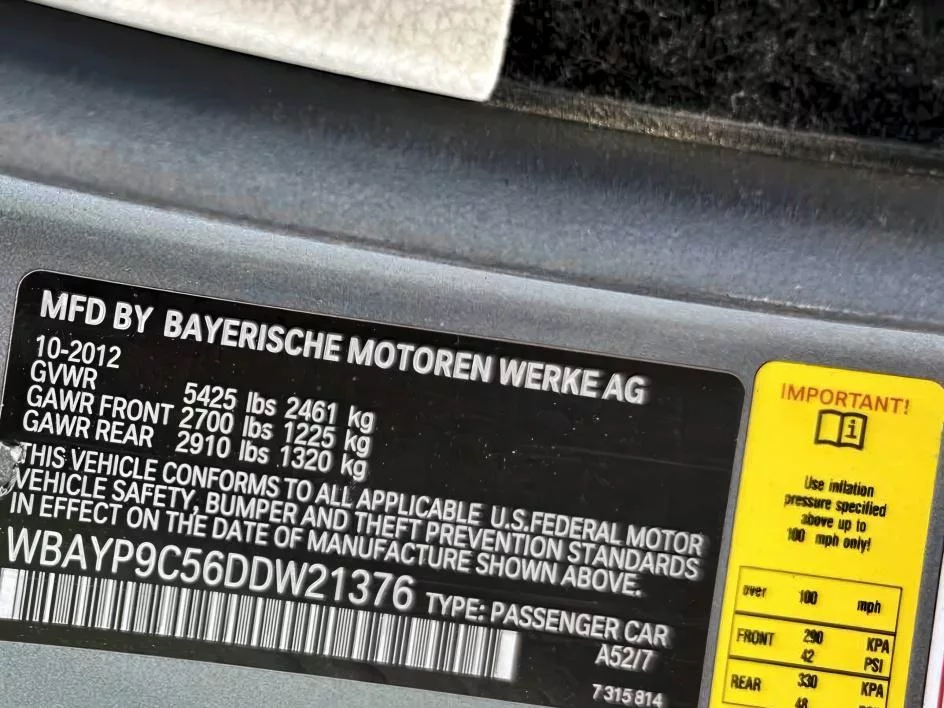 MFD BY BAYERISCHE MOTOREN WERKE AG
10-2012
GVWR 5425 lbs 2461 kg
GAWR FRONT 2700 lbs 1225 kg
GAWR REAR 2910 lbs 1320 kg
THIS VEHICLE CONFORMS TO ALL APPLICABLE U.S.FEDERAL MOTOR
VEHICLE SAFETY, BUMPER AND THEFT PREVENTION STANDARDS
IN EFFECT ON THE DATE OF MANUFACTURE SHOWN ABOVE.
WBAYP9C56DDW21376 TYPE: PASSENGER CAR
A52/7
7 315 814
IMPORTANT!
i
Use inflation
pressure specified
above up to
100 mph only!
over 100 mph
FRONT 290 KPA
42 PSI
REAR 330 KPA
48